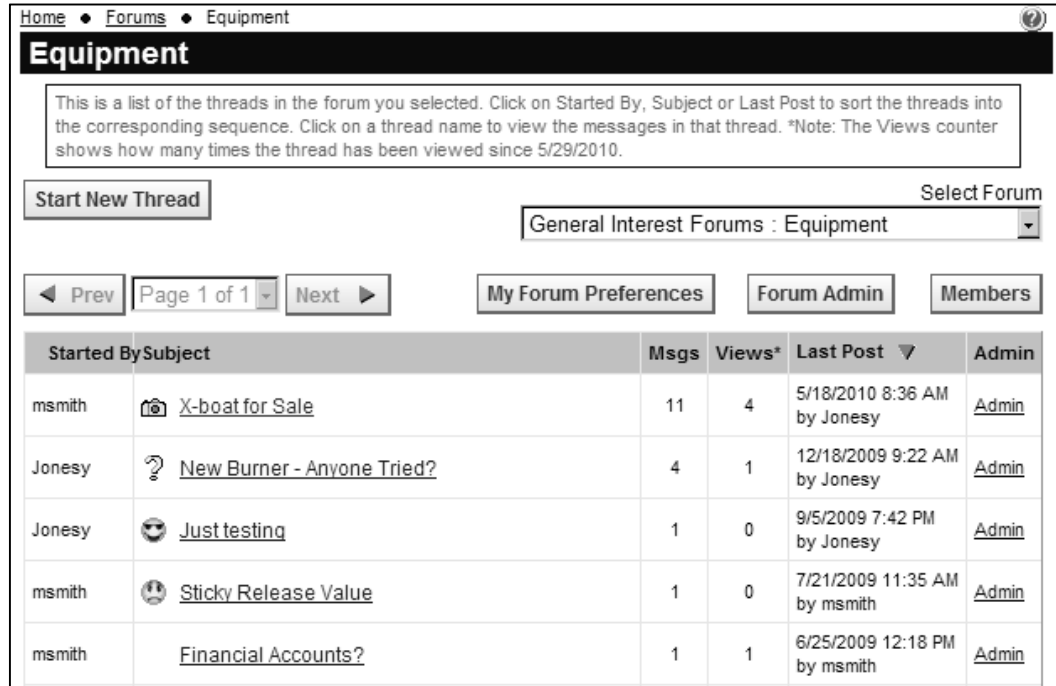 Home • Forums • Equipment
Equipment
This is a list of the threads in the forum you selected. Click on Started By, Subject or Last Post to sort the threads into
the corresponding sequence. Click on a thread name to view the messages in that thread. *Note: The Views counter
shows how many times the thread has been viewed since 5/29/2010.
Start New Thread
Select Forum
General Interest Forums : Equipment
Prev Page 1 of 1 Next My Forum Preferences Forum Admin Members
Started By Subject Msgs Views* Last Post Admin
msmith X-boat for Sale 11 4 5/18/2010 8:36 AM Admin
by Jonesy
Jonesy New Burner - Anyone Tried? 4 1 12/18/2009 9:22 AM Admin
by Jonesy
Jonesy Just testing 1 0 9/5/2009 7:42 PM Admin
by Jonesy
msmith Sticky Release Value 1 0 7/21/2009 11:35 AM Admin
by msmith
msmith Financial Accounts? 1 1 6/25/2009 12:18 PM Admin
by msmith